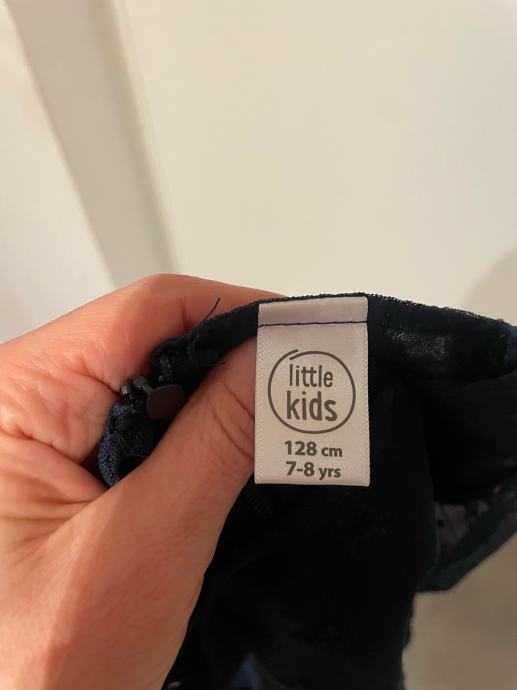 little
kids
128 cm
7-8 yrs